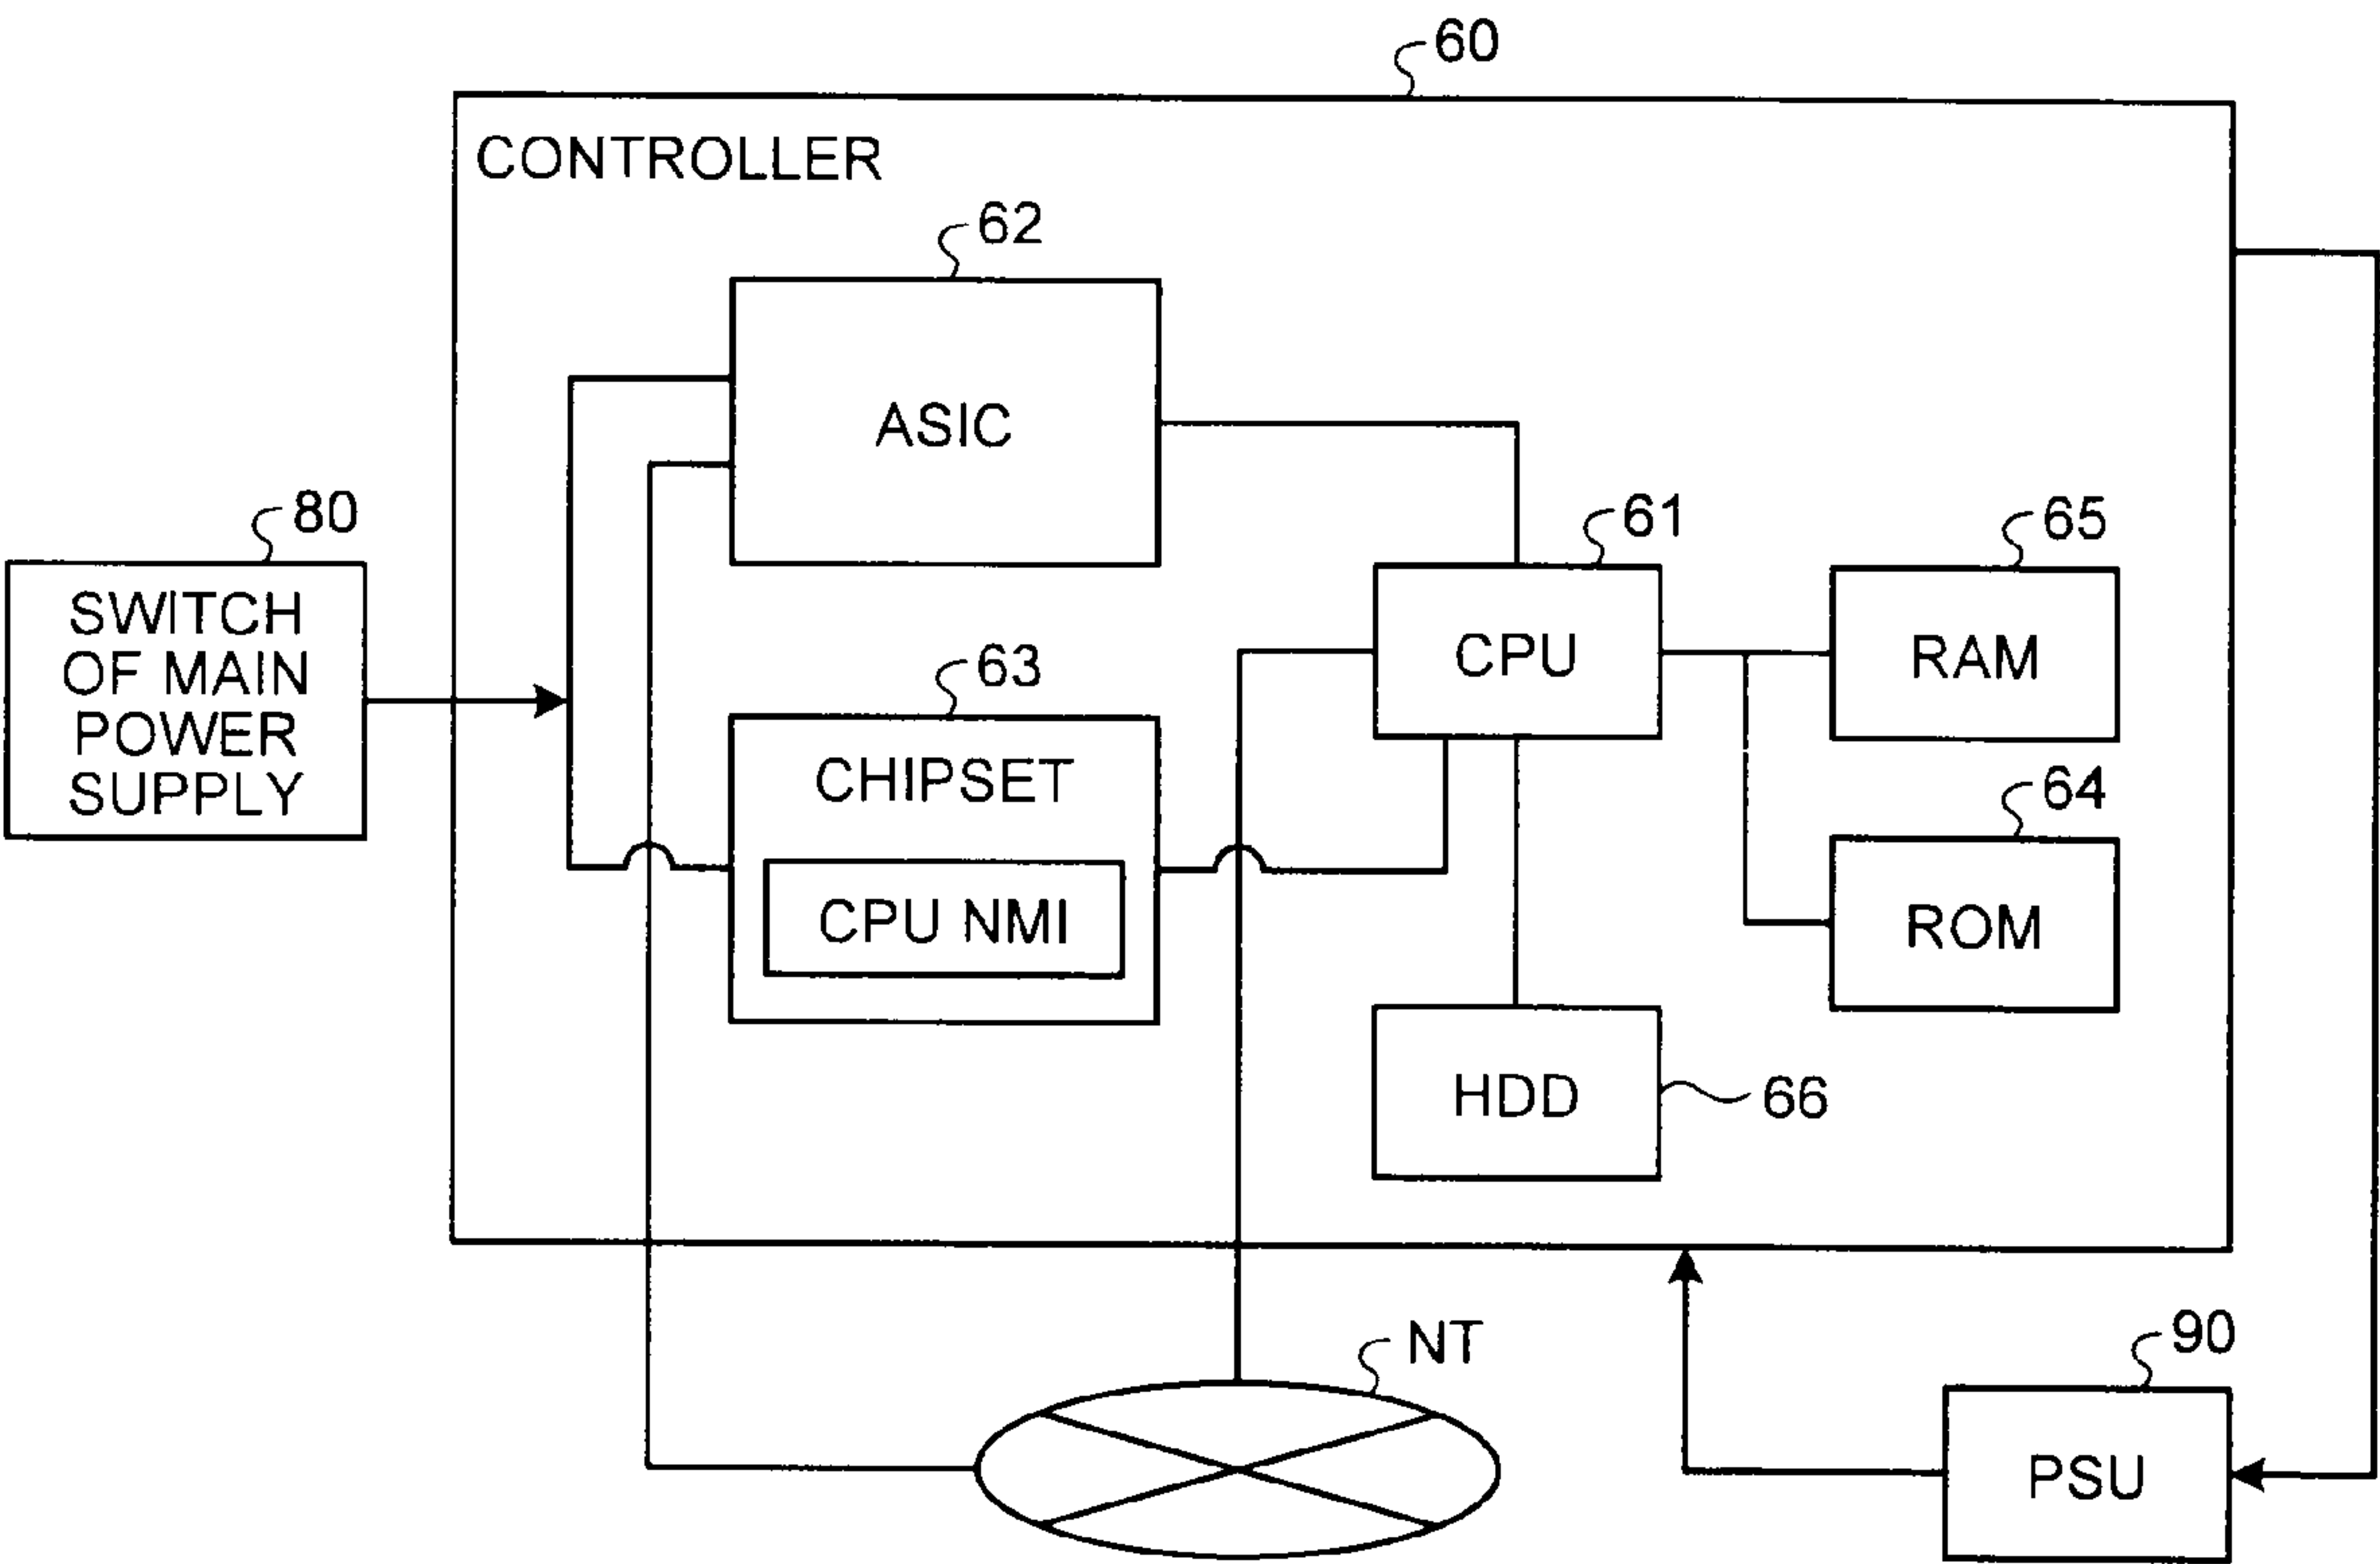 60
CONTROLLER
62
ASIC
80
SWITCH
OF MAIN
POWER
SUPPLY
61
CPU
65
RAM
63
CHIPSET
CPU NMI
64
ROM
HDD
66
NT
90
PSU